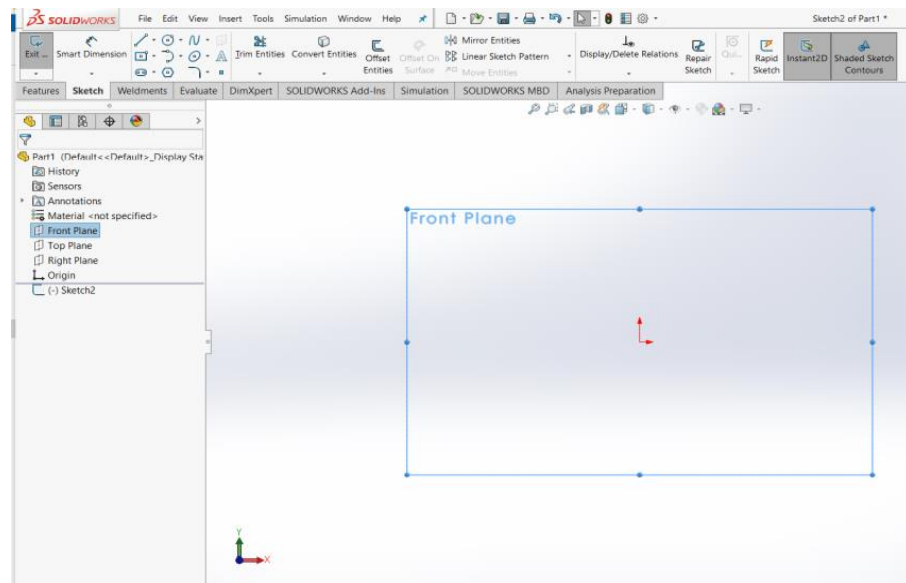 SOLIDWORKS File Edit View Insert Tools Simulation Window Help Sketch2 of Part1 *
Exit ... Smart Dimension Trim Entities Convert Entities Offset Entities Offset On Surface Mirror Entities Linear Sketch Pattern Move Entities Display/Delete Relations Repair Sketch Qui... Rapid Sketch Instant2D Shaded Sketch Contours
Features Sketch Weldments Evaluate DimXpert SOLIDWORKS Add-Ins Simulation SOLIDWORKS MBD Analysis Preparation
Part1 (Default<<Default>_Display Sta
History
Sensors
Annotations
Material <not specified>
Front Plane
Top Plane
Right Plane
Origin
(-) Sketch2
Front Plane
Y
X